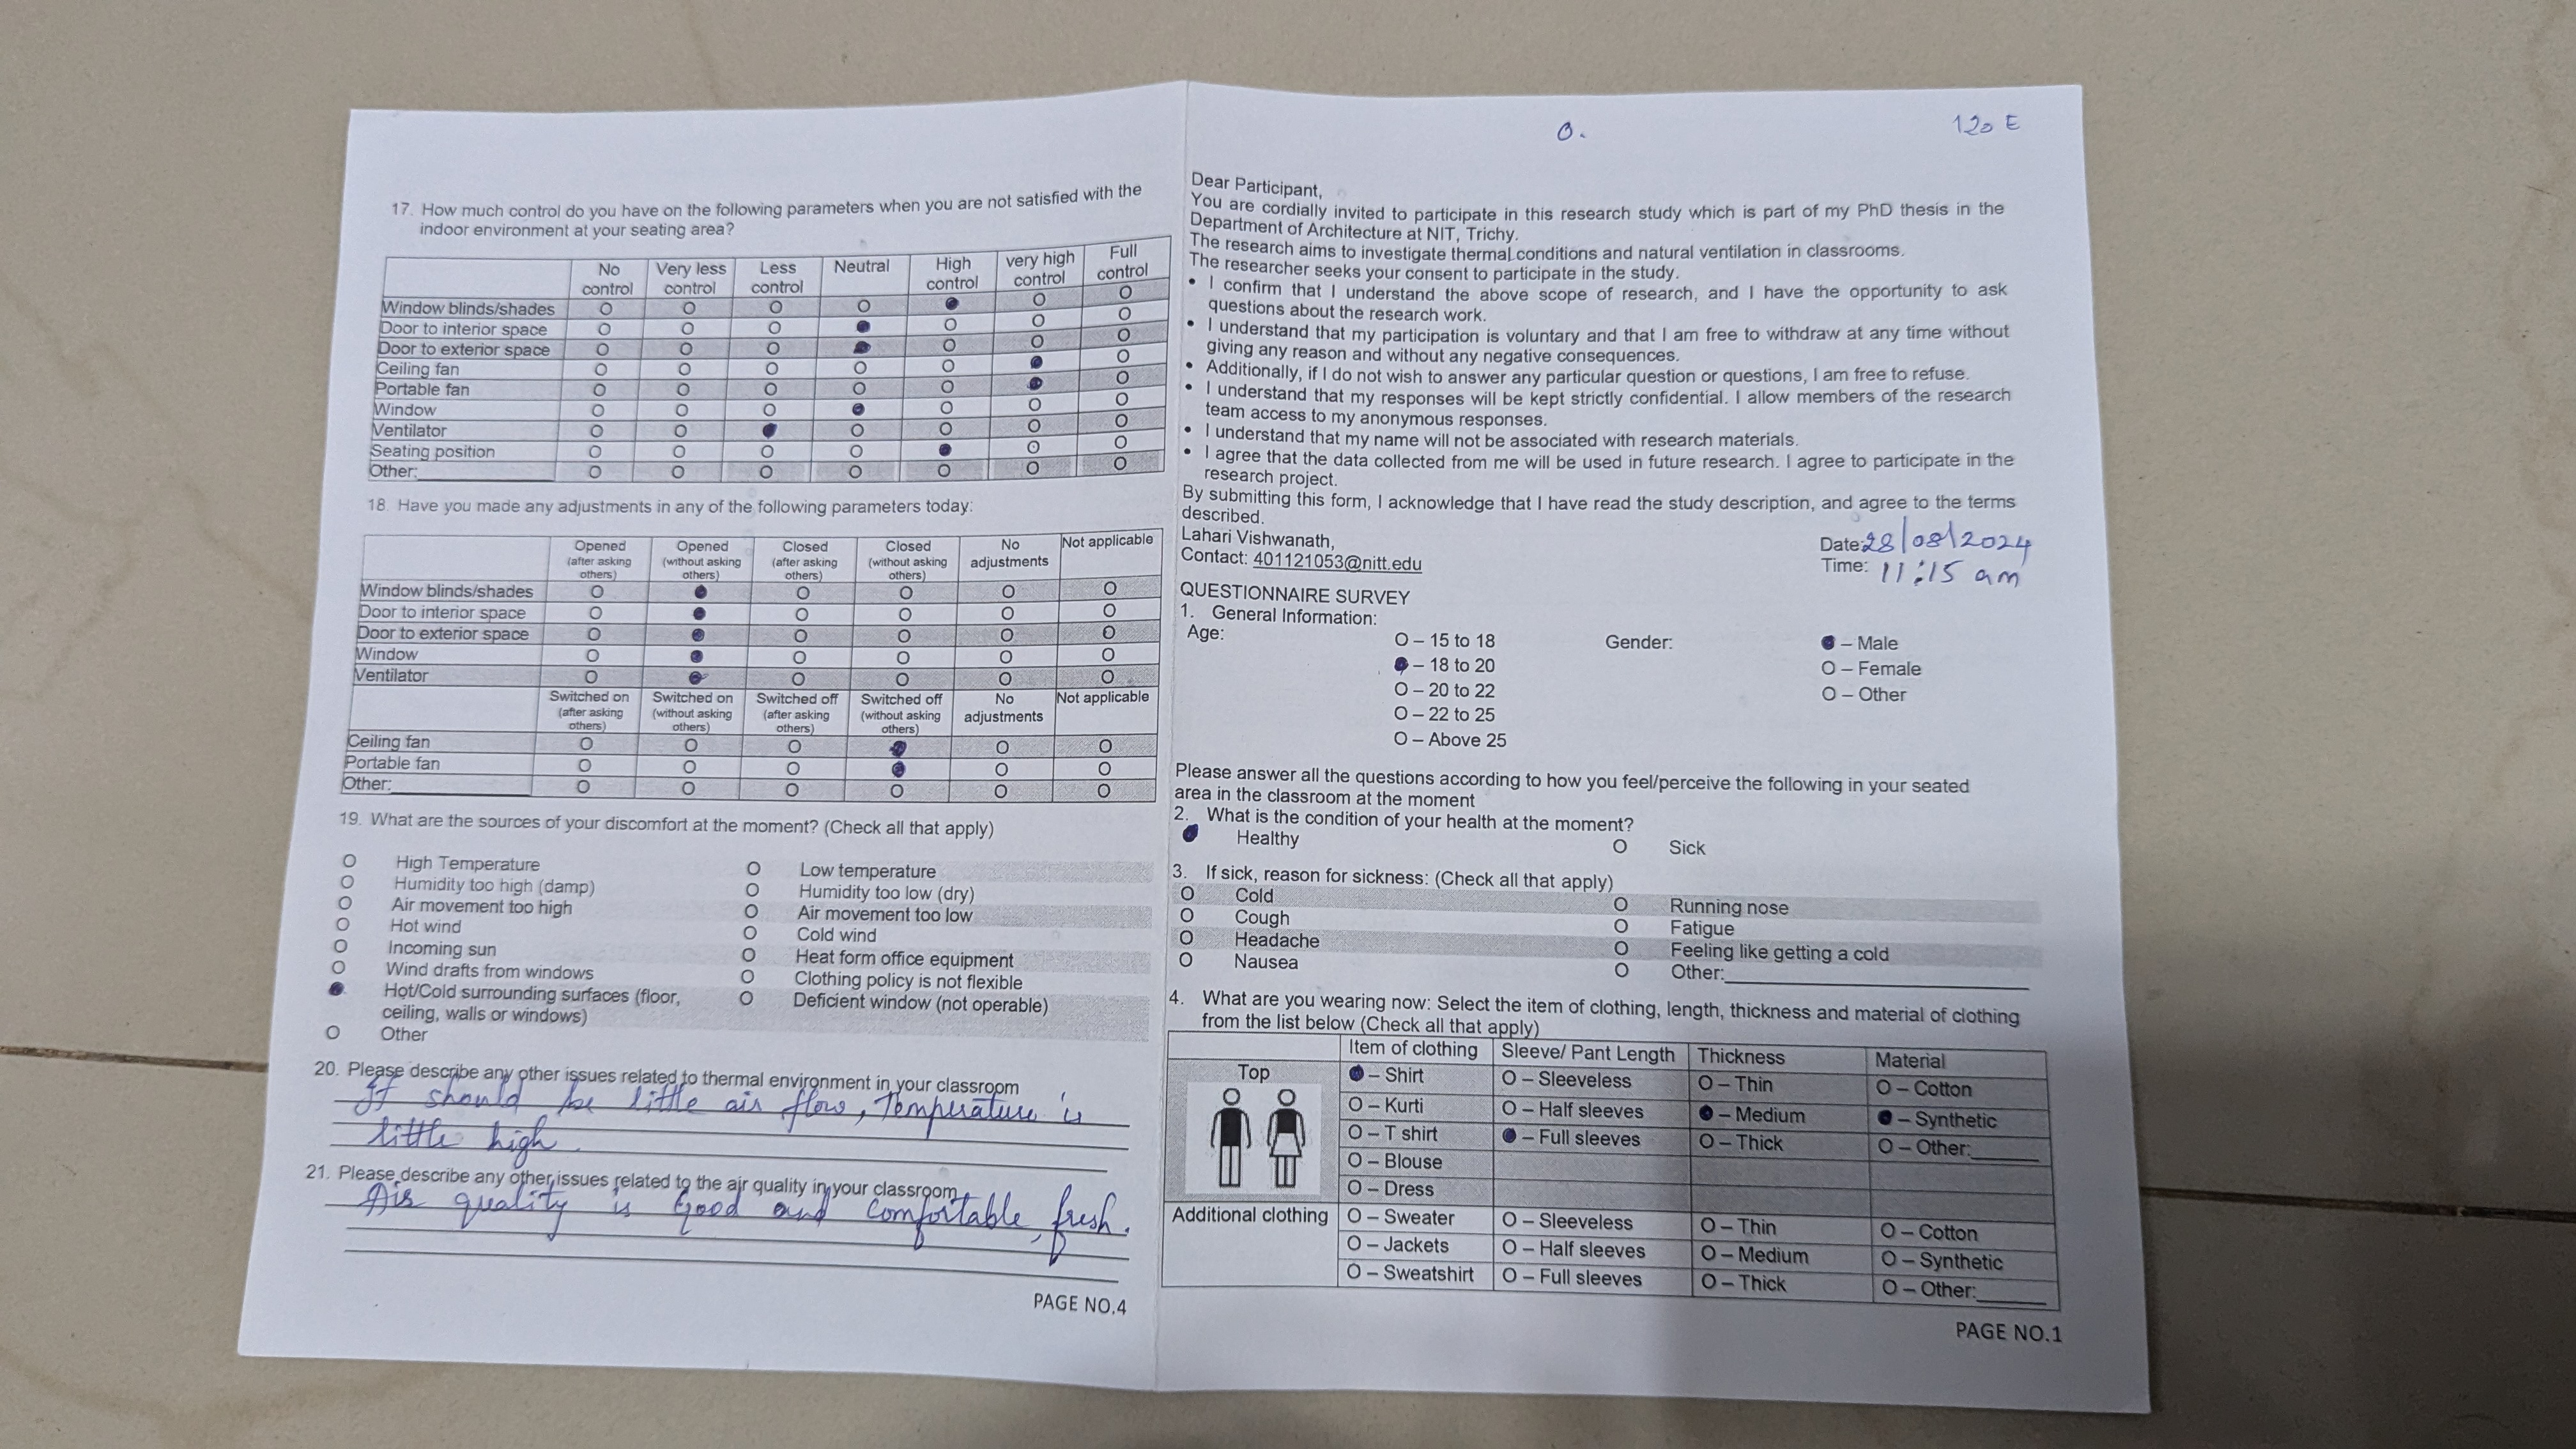 17. How much control do you have on the following parameters when you are not satisfied with the
indoor environment at your seating area?
No control Very less control Less control Neutral High control very high control Full control
Window blinds/shades O O O O ● O O
Door to interior space O O O ● O O O
Door to exterior space O O O ● O O O
Ceiling fan O O O O O ● O
Portable fan O O O O O ● O
Window O O O ● O O O
Ventilator O O ● O O O O
Seating position O O O O ● O O
Other:__________ O O O O O O O
18. Have you made any adjustments in any of the following parameters today:
Opened (after asking others) Opened (without asking others) Closed (after asking others) Closed (without asking others) No adjustments Not applicable
Window blinds/shades O ● O O O O
Door to interior space O ● O O O O
Door to exterior space O ● O O O O
Window O ● O O O O
Ventilator O ● O O O O
Switched on (after asking others) Switched on (without asking others) Switched off (after asking others) Switched off (without asking others) No adjustments Not applicable
Ceiling fan O O O ● O O
Portable fan O O O ● O O
Other:__________ O O O O O O
19. What are the sources of your discomfort at the moment? (Check all that apply)
O High Temperature O Low temperature
O Humidity too high (damp) O Humidity too low (dry)
O Air movement too high O Air movement too low
O Hot wind O Cold wind
O Incoming sun O Heat form office equipment
O Wind drafts from windows O Clothing policy is not flexible
● Hot/Cold surrounding surfaces (floor, O Deficient window (not operable)
ceiling, walls or windows)
O Other
20. Please describe any other issues related to thermal environment in your classroom
It should be little air flow, Temperature is
little high.
21. Please describe any other issues related to the air quality in your classroom
Air quality is Good and comfortable, fresh.
PAGE NO.4
O. 120 E
Dear Participant,
You are cordially invited to participate in this research study which is part of my PhD thesis in the
Department of Architecture at NIT, Trichy.
The research aims to investigate thermal conditions and natural ventilation in classrooms.
The researcher seeks your consent to participate in the study.
• I confirm that I understand the above scope of research, and I have the opportunity to ask
questions about the research work.
• I understand that my participation is voluntary and that I am free to withdraw at any time without
giving any reason and without any negative consequences.
• Additionally, if I do not wish to answer any particular question or questions, I am free to refuse.
• I understand that my responses will be kept strictly confidential. I allow members of the research
team access to my anonymous responses.
• I understand that my name will not be associated with research materials.
• I agree that the data collected from me will be used in future research. I agree to participate in the
research project.
By submitting this form, I acknowledge that I have read the study description, and agree to the terms
described.
Lahari Vishwanath, Date: 28/08/2024
Contact: 401121053@nitt.edu Time: 11:15 am
QUESTIONNAIRE SURVEY
1. General Information:
Age: O – 15 to 18 Gender: ● – Male
● – 18 to 20 O – Female
O – 20 to 22 O – Other
O – 22 to 25
O – Above 25
Please answer all the questions according to how you feel/perceive the following in your seated
area in the classroom at the moment
2. What is the condition of your health at the moment?
● Healthy O Sick
3. If sick, reason for sickness: (Check all that apply)
O Cold O Running nose
O Cough O Fatigue
O Headache O Feeling like getting a cold
O Nausea O Other:__________
4. What are you wearing now: Select the item of clothing, length, thickness and material of clothing
from the list below (Check all that apply)
Item of clothing Sleeve/ Pant Length Thickness Material
Top ● – Shirt O – Sleeveless O – Thin O – Cotton
O – Kurti O – Half sleeves ● – Medium ● – Synthetic
O – T shirt ● – Full sleeves O – Thick O – Other:______
O – Blouse
O – Dress
Additional clothing O – Sweater O – Sleeveless O – Thin O – Cotton
O – Jackets O – Half sleeves O – Medium O – Synthetic
O – Sweatshirt O – Full sleeves O – Thick O – Other:______
PAGE NO.1